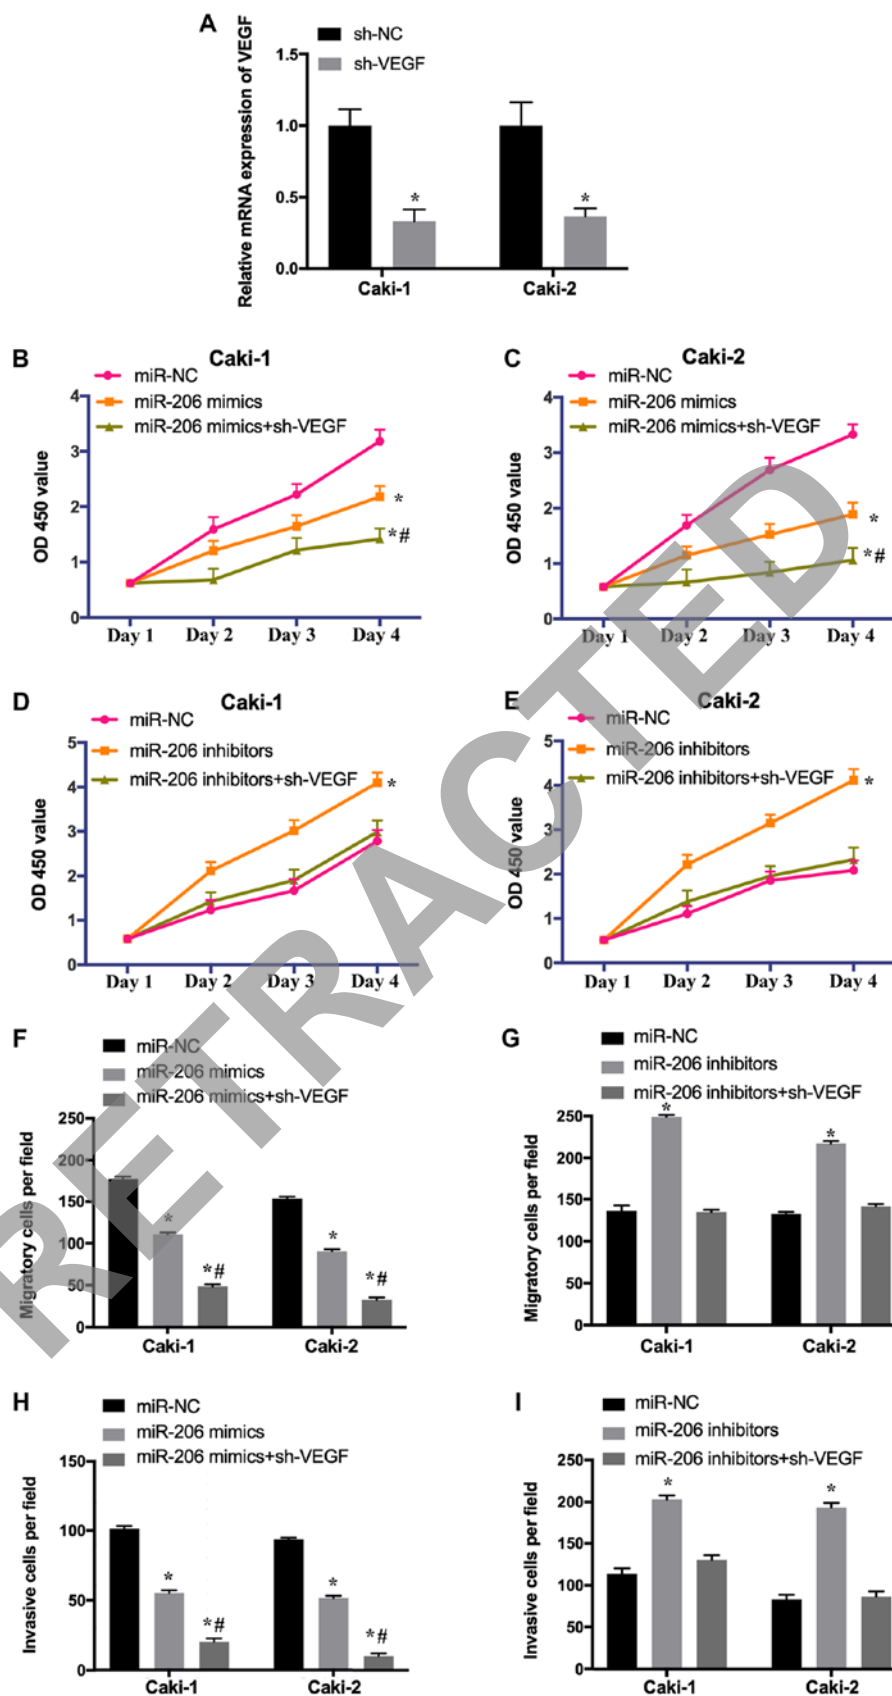 A
sh-NC
sh-VEGF
Relative mRNA expression of VEGF
1.5
1.0
0.5
0.0
*
*
Caki-1
Caki-2
B
Caki-1
miR-NC
miR-206 mimics
miR-206 mimics+sh-VEGF
OD 450 value
4
3
2
1
0
*
*#
Day 1 Day 2 Day 3 Day 4
C
Caki-2
miR-NC
miR-206 mimics
miR-206 mimics+sh-VEGF
OD 450 value
4
3
2
1
0
*
*#
Day 1 Day 2 Day 3 Day 4
D
Caki-1
miR-NC
miR-206 inhibitors
miR-206 inhibitors+sh-VEGF
OD 450 value
5
4
3
2
1
0
*
Day 1 Day 2 Day 3 Day 4
E
Caki-2
miR-NC
miR-206 inhibitors
miR-206 inhibitors+sh-VEGF
OD 450 value
5
4
3
2
1
0
*
Day 1 Day 2 Day 3 Day 4
F
miR-NC
miR-206 mimics
miR-206 mimics+sh-VEGF
Migratory cells per field
250
200
150
100
50
0
*
*#
*
*#
Caki-1
Caki-2
G
miR-NC
miR-206 inhibitors
miR-206 inhibitors+sh-VEGF
Migratory cells per field
250
200
150
100
50
0
*
*
Caki-1
Caki-2
H
miR-NC
miR-206 mimics
miR-206 mimics+sh-VEGF
Invasive cells per field
150
100
50
0
*
*#
*
*#
Caki-1
Caki-2
I
miR-NC
miR-206 inhibitors
miR-206 inhibitors+sh-VEGF
Invasive cells per field
250
200
150
100
50
0
*
*
Caki-1
Caki-2
RETRACTED